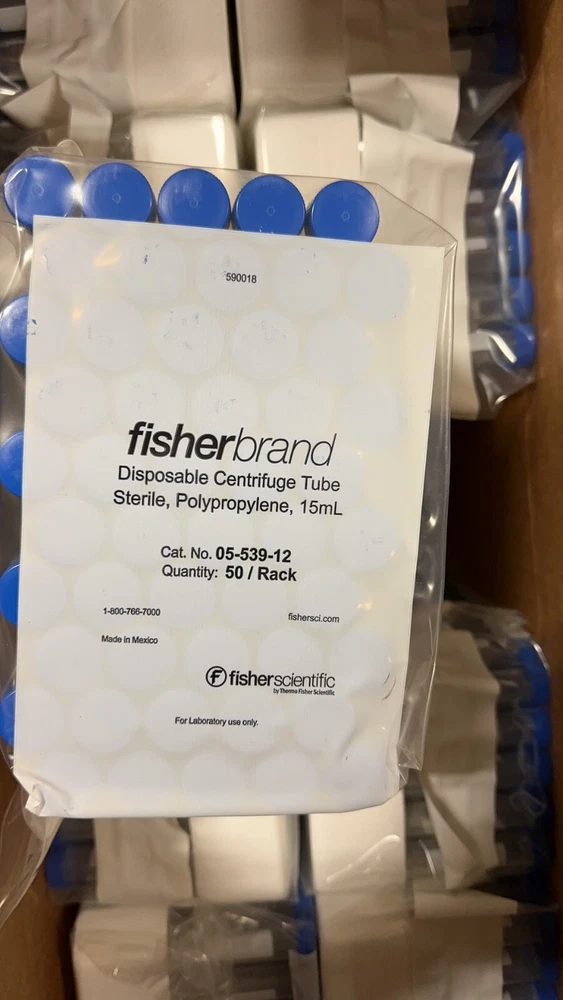 590018
fisherbrand
Disposable Centrifuge Tube
Sterile, Polypropylene, 15mL
Cat. No. 05-539-12
Quantity: 50 / Rack
1-800-766-7000
fishersci.com
Made in Mexico
fisherscientific
by Thermo Fisher Scientific
For Laboratory use only.